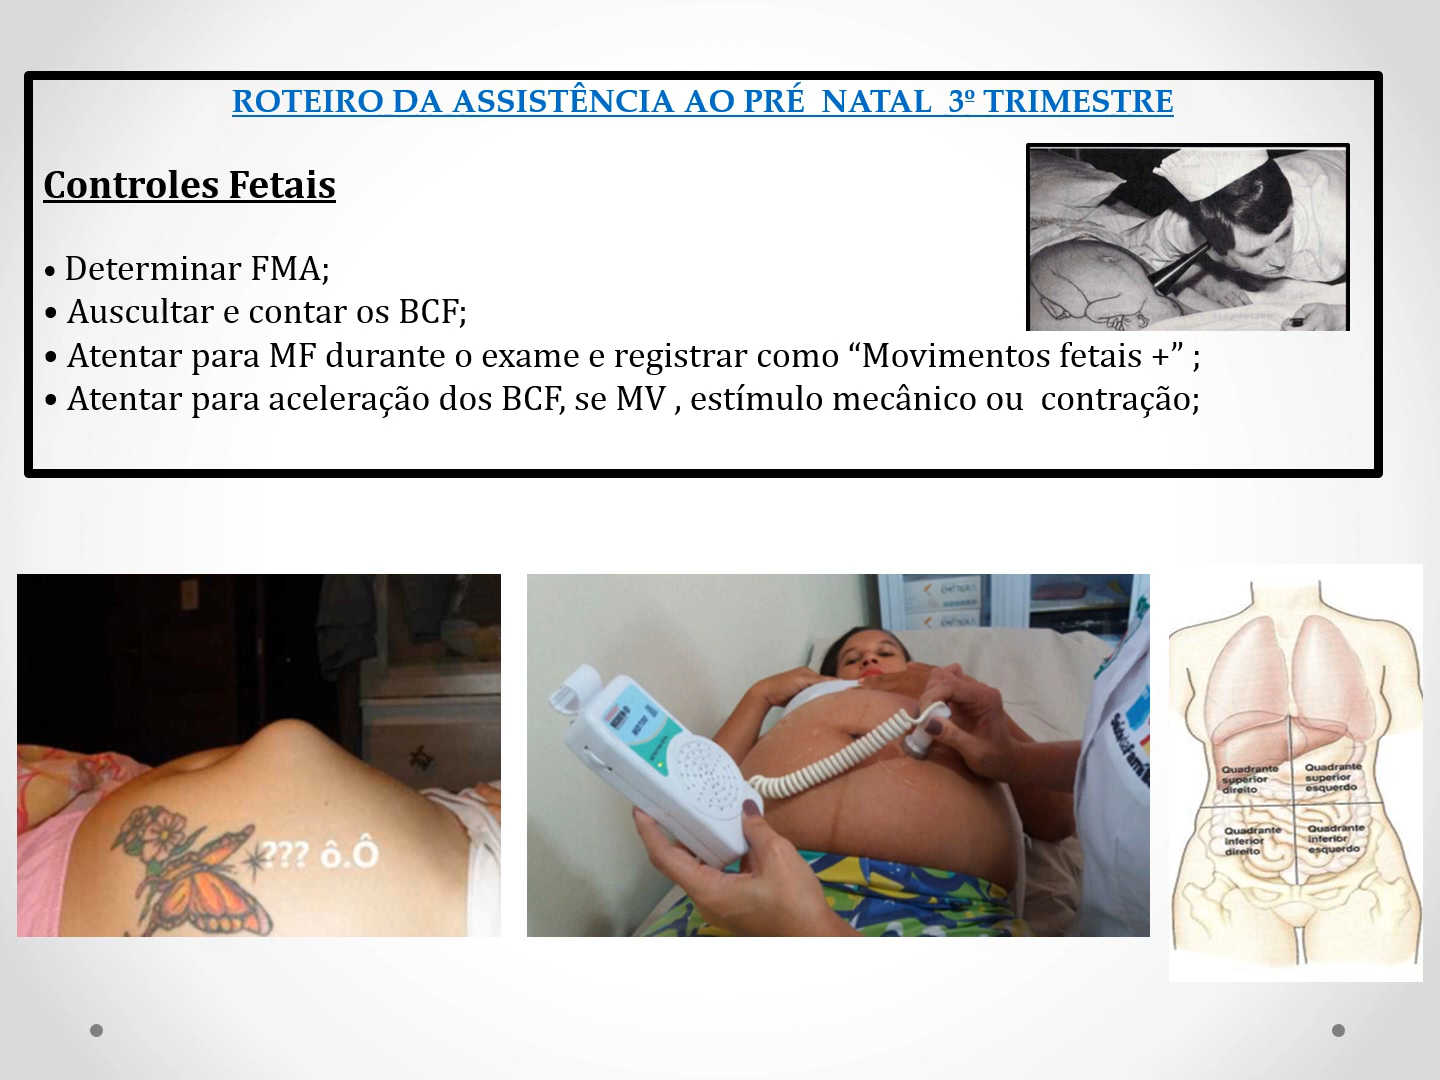 ROTEIRO DA ASSISTÊNCIA AO PRÉ NATAL 3º TRIMESTRE
Controles Fetais
• Determinar FMA;
• Auscultar e contar os BCF;
• Atentar para MF durante o exame e registrar como “Movimentos fetais +” ;
• Atentar para aceleração dos BCF, se MV , estímulo mecânico ou contração;
??? ô.Ô
Quadrante
superior
direito
Quadrante
superior
esquerdo
Quadrante
inferior
direito
Quadrante
inferior
esquerdo